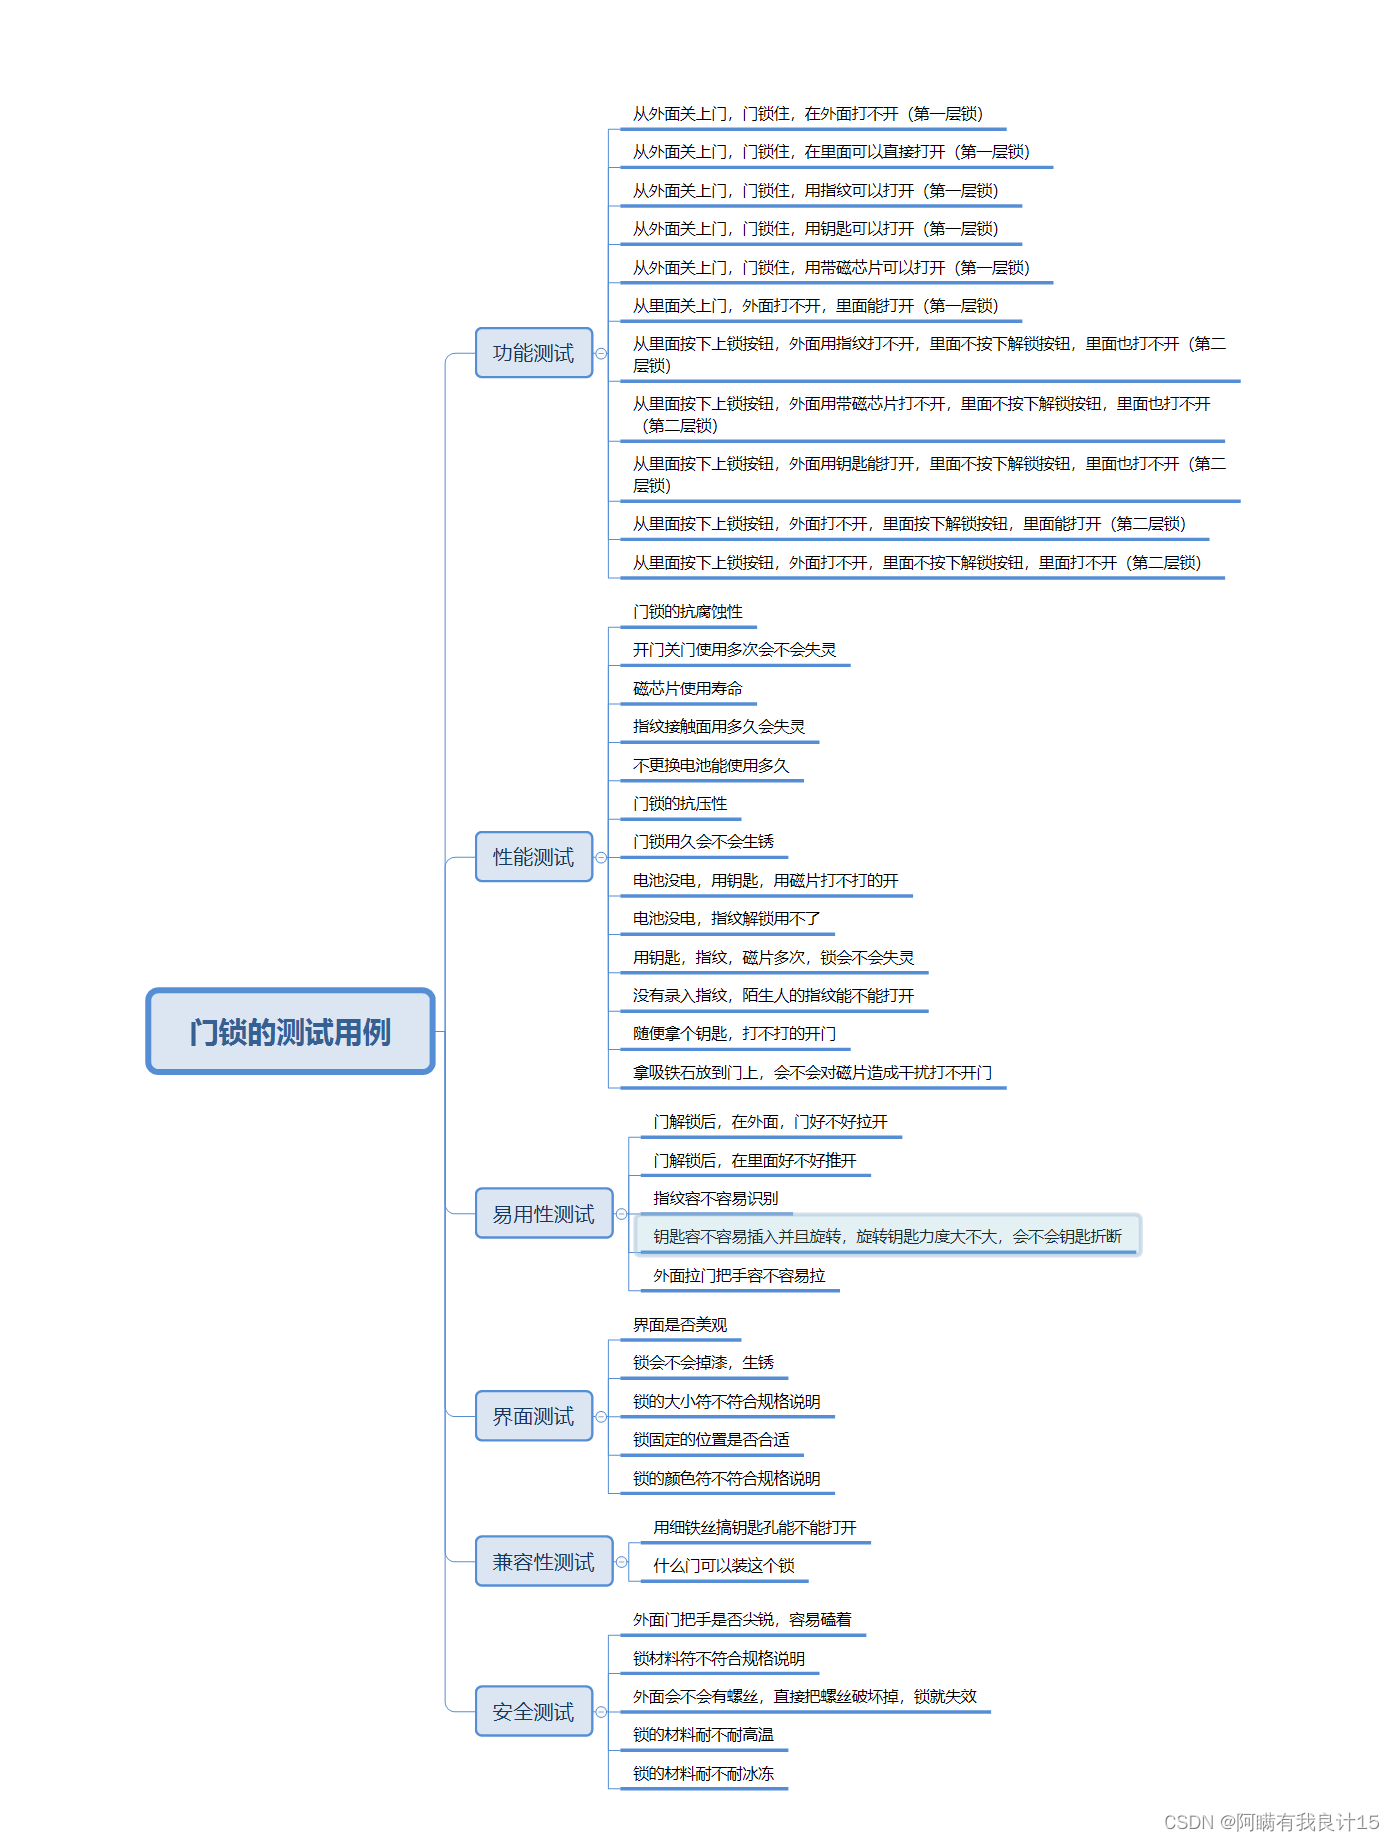 从外面关上门，门锁住，在外面打不开（第一层锁）
从外面关上门，门锁住，在里面可以直接打开（第一层锁）
从外面关上门，门锁住，用指纹可以打开（第一层锁）
从外面关上门，门锁住，用钥匙可以打开（第一层锁）
从外面关上门，门锁住，用带磁芯片可以打开（第一层锁）
从里面关上门，外面打不开，里面能打开（第一层锁）
功能测试
从里面按下上锁按钮，外面用指纹打不开，里面不按下解锁按钮，里面也打不开（第二
层锁）
从里面按下上锁按钮，外面用带磁芯片打不开，里面不按下解锁按钮，里面也打不开
（第二层锁）
从里面按下上锁按钮，外面用钥匙能打开，里面不按下解锁按钮，里面也打不开（第二
层锁）
从里面按下上锁按钮，外面打不开，里面按下解锁按钮，里面能打开（第二层锁）
从里面按下上锁按钮，外面打不开，里面不按下解锁按钮，里面打不开（第二层锁）
门锁的抗腐蚀性
开门关门使用多次会不会失灵
磁芯片使用寿命
指纹接触面用多久会失灵
不更换电池能使用多久
门锁的抗压性
门锁用久会不会生锈
性能测试
电池没电，用钥匙，用磁片打不打的开
电池没电，指纹解锁用不了
用钥匙，指纹，磁片多次，锁会不会失灵
没有录入指纹，陌生人的指纹能不能打开
随便拿个钥匙，打不打的开门
拿吸铁石放到门上，会不会对磁片造成干扰打不开门
门锁的测试用例
门解锁后，在外面，门好不好拉开
门解锁后，在里面好不好推开
指纹容不容易识别
易用性测试
钥匙容不容易插入并且旋转，旋转钥匙力度大不大，会不会钥匙折断
外面拉门把手容不容易拉
界面是否美观
锁会不会掉漆，生锈
锁的大小符不符合规格说明
界面测试
锁固定的位置是否合适
锁的颜色符不符合规格说明
用细铁丝搞钥匙孔能不能打开
兼容性测试
什么门可以装这个锁
外面门把手是否尖锐，容易磕着
锁材料符不符合规格说明
外面会不会有螺丝，直接把螺丝破坏掉，锁就失效
安全测试
锁的材料耐不耐高温
锁的材料耐不耐冰冻
CSDN @阿瞒有我良计15